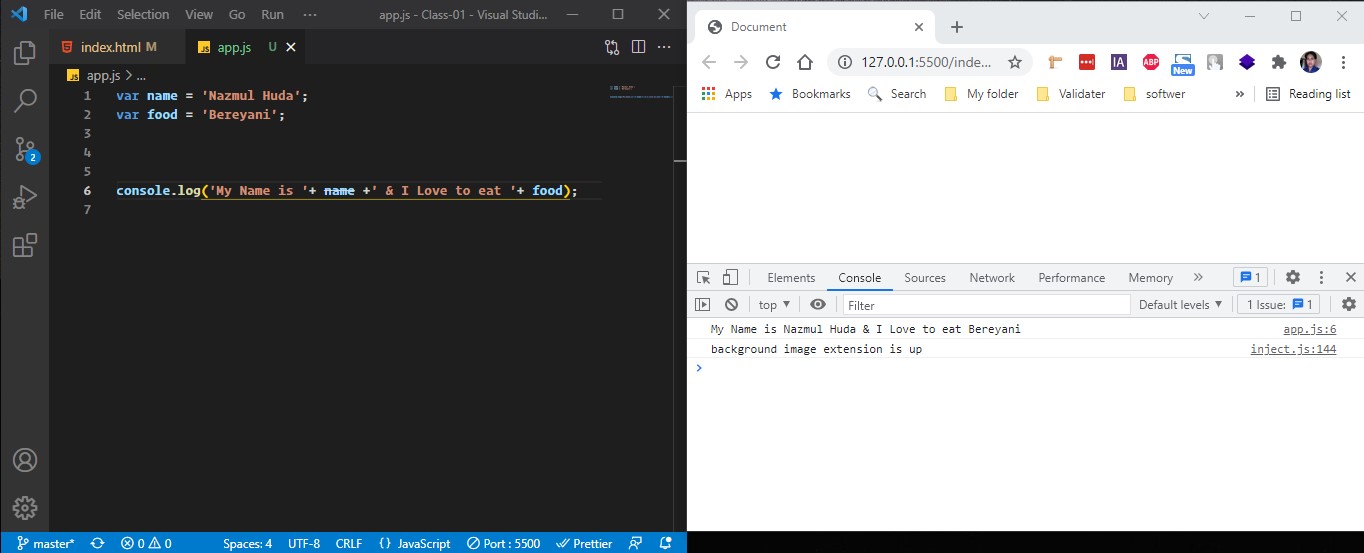 File Edit Selection View Go Run ··· app.js - Class-01 - Visual Studi...
index.html M app.js U
JS app.js > ...
1 var name = 'Nazmul Huda';
2 var food = 'Bereyani';
3
4
5
6 console.log('My Name is '+ name +' & I Love to eat '+ food);
7
2
master* 0 0 Spaces: 4 UTF-8 CRLF {} JavaScript Port : 5500 Prettier
Document
127.0.0.1:5500/inde... IA ABP New
Apps Bookmarks Search My folder Validater softwer » Reading list
Elements Console Sources Network Performance Memory » 1
top Filter Default levels 1 Issue: 1
My Name is Nazmul Huda & I Love to eat Bereyani app.js:6
background image extension is up inject.js:144
>